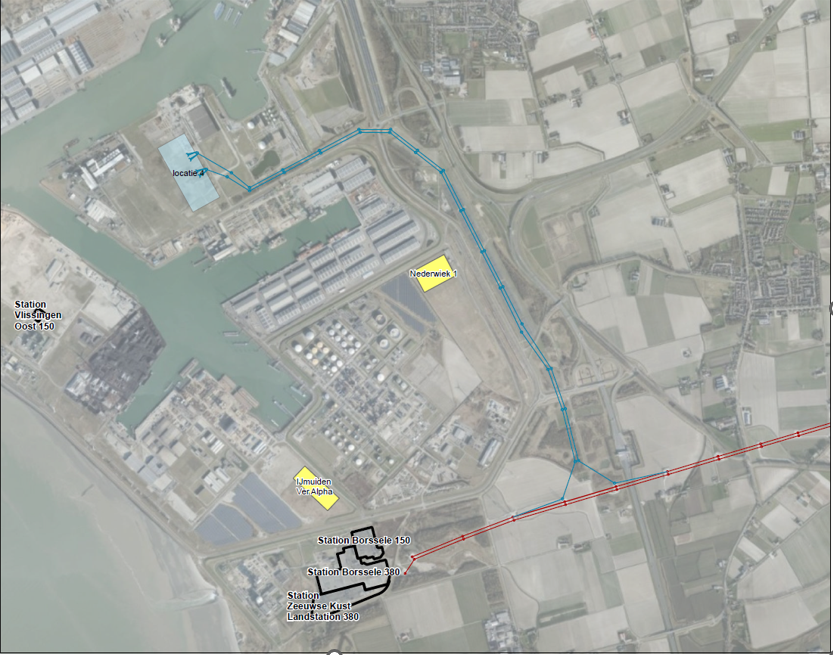 locatie 4
Nederwiek 1
Station
Vlissingen
Oost 150
IJmuiden
Ver Alpha
Station Borssele 150
Station Borssele 380
Station
Zeeuwse Kust
Landstation 380